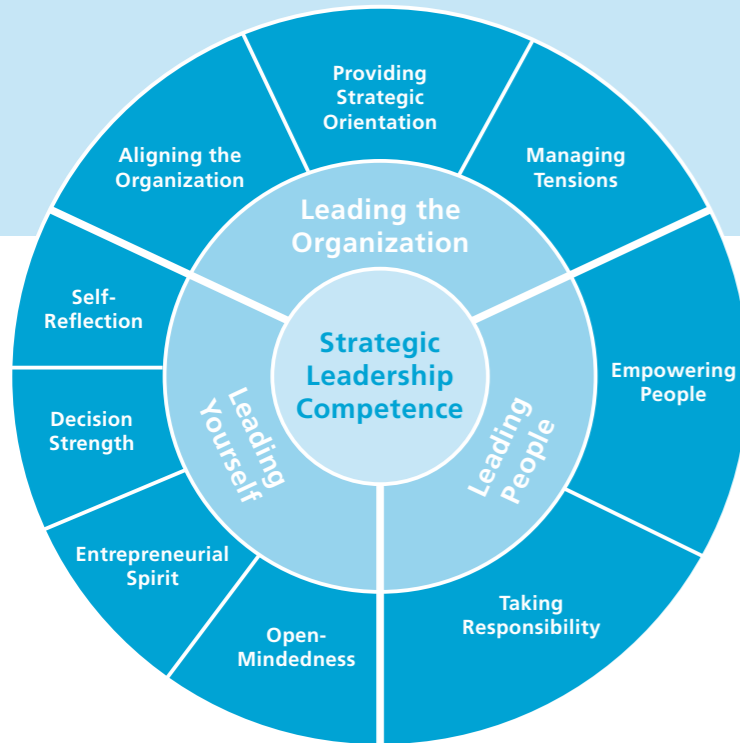 Providing
Strategic
Orientation
Aligning the
Organization
Managing
Tensions
Leading the
Organization
Self-
Reflection
Strategic
Leadership
Competence
Empowering
People
Decision
Strength
Leading
Yourself
Leading
People
Entrepreneurial
Spirit
Taking
Responsibility
Open-
Mindedness